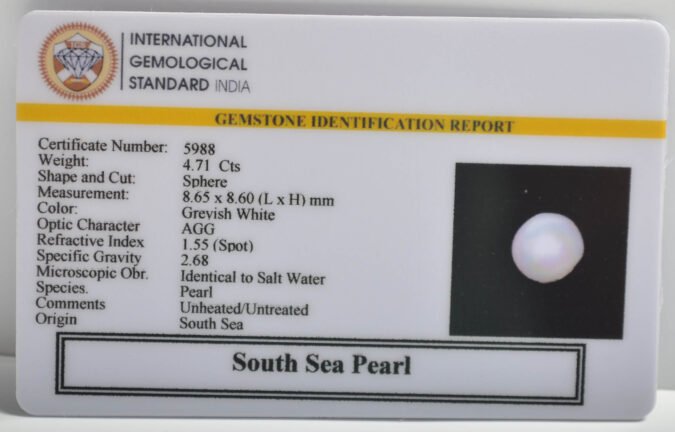 INTERNATIONAL
GEMOLOGICAL
STANDARD INDIA
GEMSTONE IDENTIFICATION REPORT
Certificate Number: 5988
Weight: 4.71 Cts
Shape and Cut: Sphere
Measurement: 8.65 x 8.60 (L x H) mm
Color: Greyish White
Optic Character AGG
Refractive Index 1.55 (Spot)
Specific Gravity 2.68
Microscopic Obr. Identical to Salt Water
Species. Pearl
Comments Unheated/Untreated
Origin South Sea
South Sea Pearl